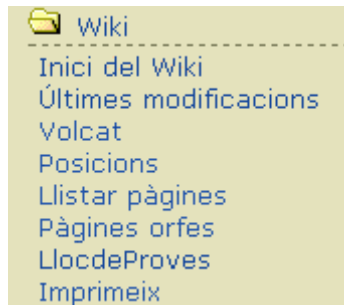 Wiki
Inici del Wiki
Últimes modificacions
Volcat
Posicions
Llistar pàgines
Pàgines orfes
LlocdeProves
Imprimeix